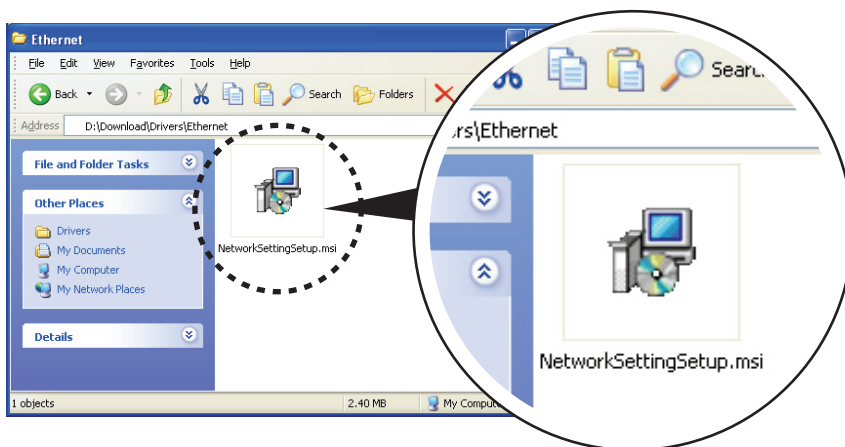 Ethernet
File Edit View Favorites Tools Help
Back Search Folders
Address D:\Download\Drivers\Ethernet
File and Folder Tasks
Other Places
Drivers
My Documents
My Computer
My Network Places
Details
NetworkSettingSetup.msi
1 objects 2.40 MB My Computer
Search
rs\Ethernet
NetworkSettingSetup.msi